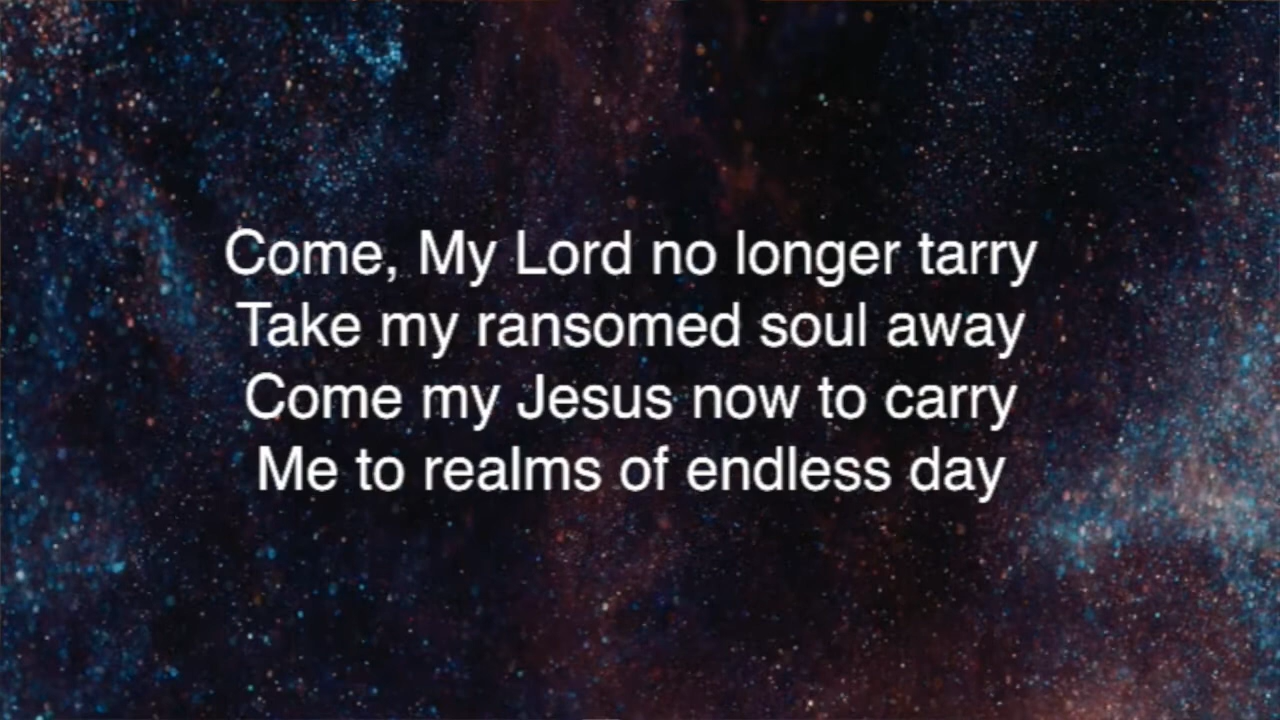 Come, My Lord no longer tarry
Take my ransomed soul away
Come my Jesus now to carry
Me to realms of endless day